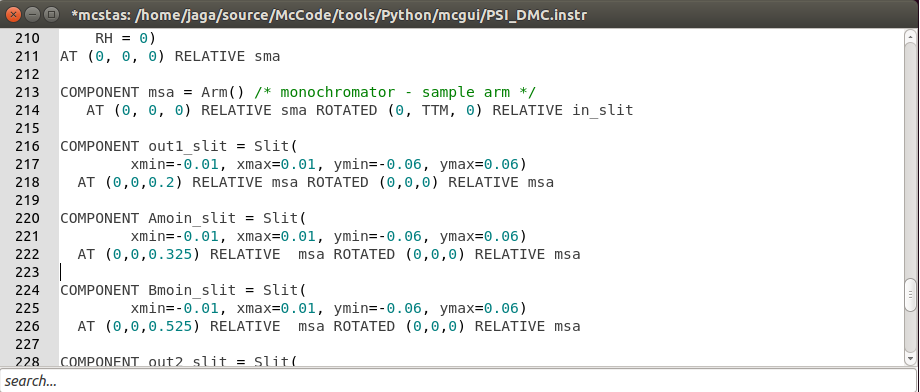 *mcstas: /home/jaga/source/McCode/tools/Python/mcgui/PSI_DMC.instr
210     RH = 0)
211 AT (0, 0, 0) RELATIVE sma
212
213 COMPONENT msa = Arm() /* monochromator - sample arm */
214    AT (0, 0, 0) RELATIVE sma ROTATED (0, TTM, 0) RELATIVE in_slit
215
216 COMPONENT out1_slit = Slit(
217         xmin=-0.01, xmax=0.01, ymin=-0.06, ymax=0.06)
218   AT (0,0,0.2) RELATIVE msa ROTATED (0,0,0) RELATIVE msa
219
220 COMPONENT Amoin_slit = Slit(
221         xmin=-0.01, xmax=0.01, ymin=-0.06, ymax=0.06)
222   AT (0,0,0.325) RELATIVE  msa ROTATED (0,0,0) RELATIVE msa
223
224 COMPONENT Bmoin_slit = Slit(
225         xmin=-0.01, xmax=0.01, ymin=-0.06, ymax=0.06)
226   AT (0,0,0.525) RELATIVE  msa ROTATED (0,0,0) RELATIVE msa
227
228 COMPONENT out2_slit = Slit(
search...